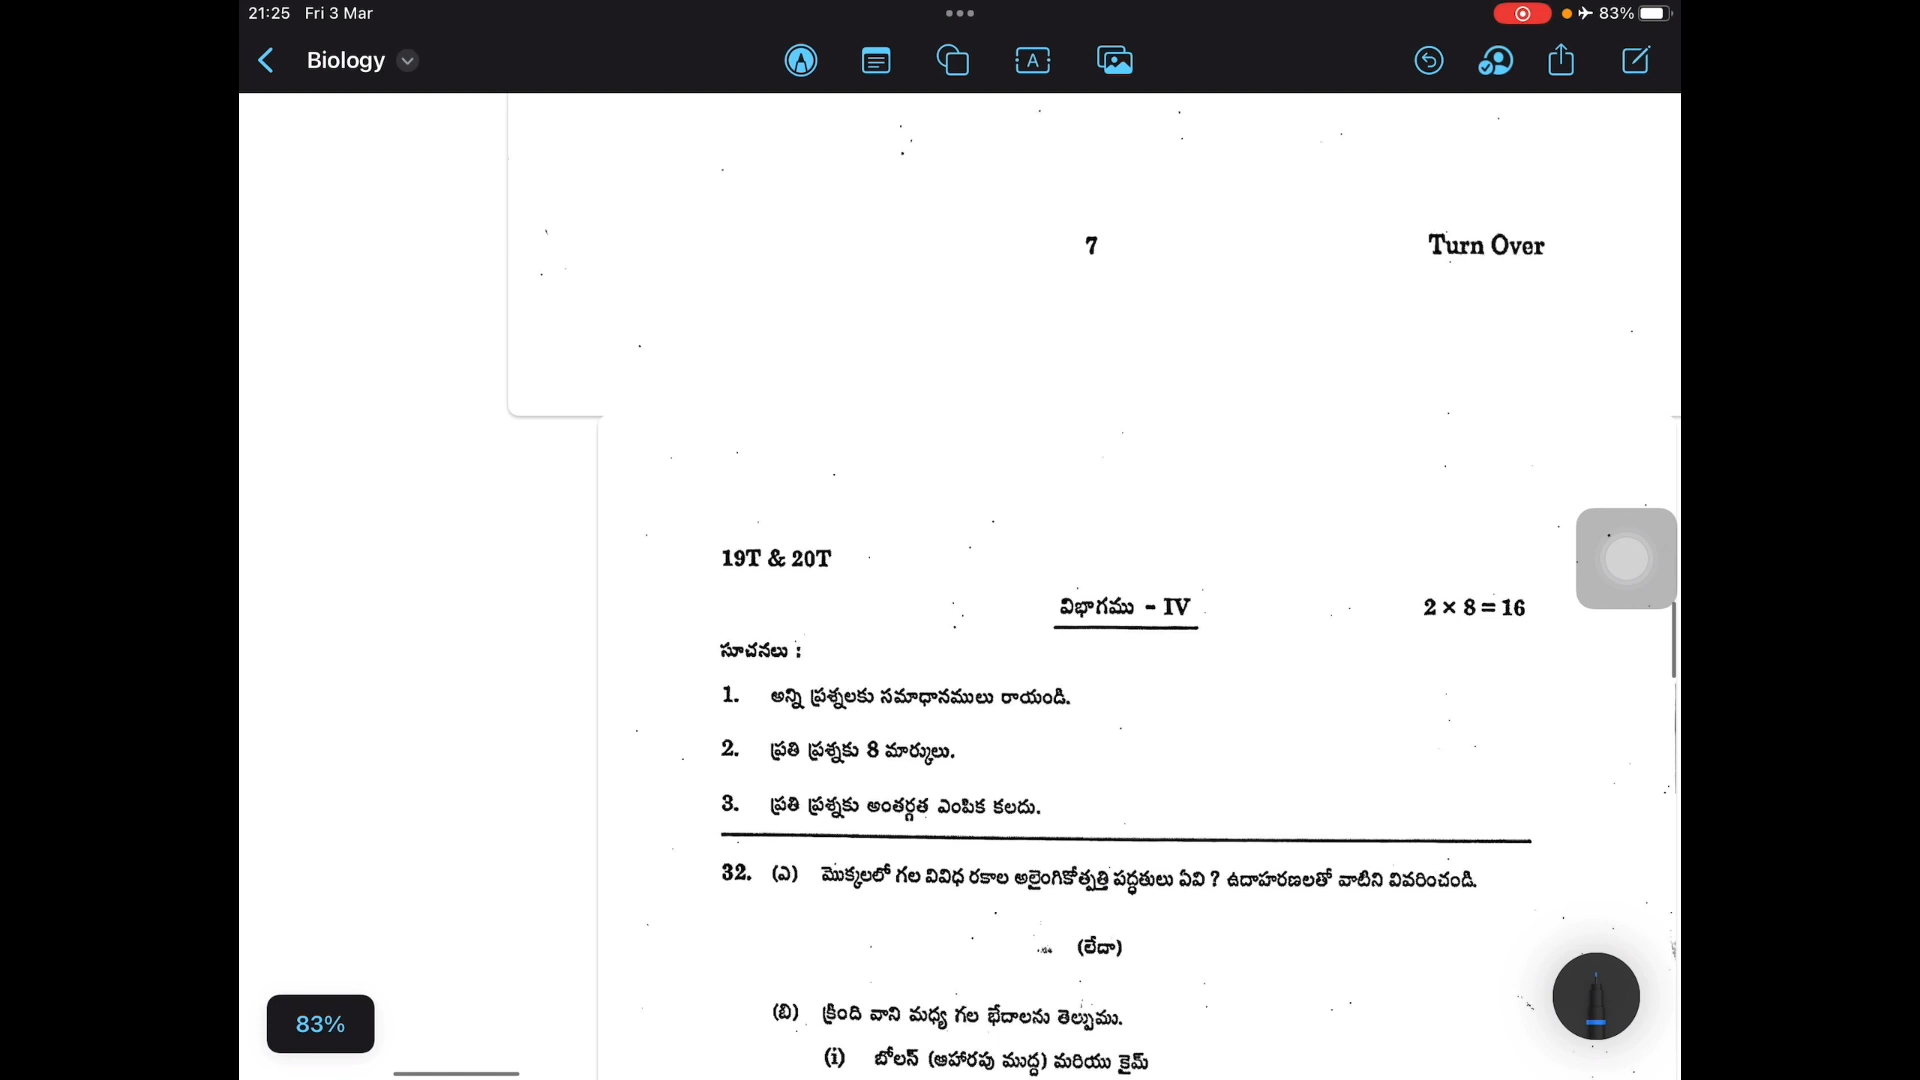 21:25 Fri 3 Mar
83%
Biology
A
7 Turn Over
19T & 20T
విభాగము - IV 2 × 8 = 16
సూచనలు :
1. అన్ని ప్రశ్నలకు సమాధానములు రాయండి.
2. ప్రతి ప్రశ్నకు 8 మార్కులు.
3. ప్రతి ప్రశ్నకు అంతర్గత ఎంపిక కలదు.
32. (ఎ) మొక్కలలో గల వివిధ రకాల అలైంగికోత్పత్తి పద్ధతులు ఏవి ? ఉదాహరణలతో వాటిని వివరించండి.
(లేదా)
(బి) క్రింది వాని మధ్య గల భేదాలను తెల్పుము.
(i) బోలస్ (ఆహారపు ముద్ద) మరియు కైమ్
83%